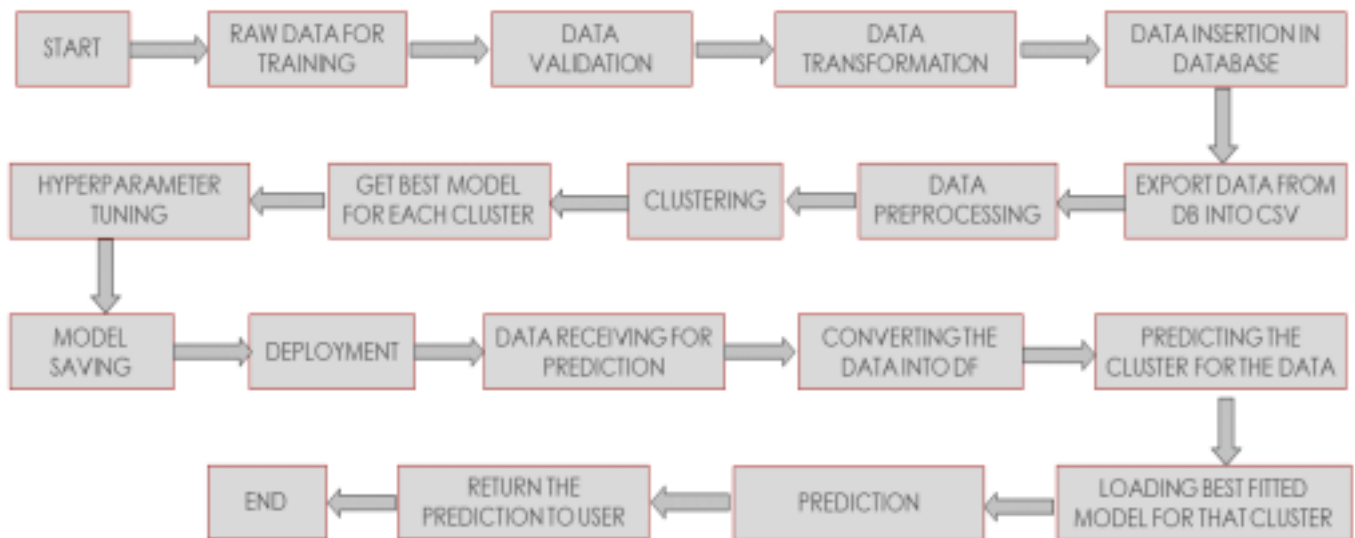 START
RAW DATA FOR
TRAINING
DATA
VALIDATION
DATA
TRANSFORMATION
DATA INSERTION IN
DATABASE
HYPERPARAMETER
TUNING
GET BEST MODEL
FOR EACH CLUSTER
CLUSTERING
DATA
PREPROCESSING
EXPORT DATA FROM
DB INTO CSV
MODEL
SAVING
DEPLOYMENT
DATA RECEIVING FOR
PREDICTION
CONVERTING THE
DATA INTO DF
PREDICTING THE
CLUSTER FOR THE DATA
END
RETURN THE
PREDICTION TO USER
PREDICTION
LOADING BEST FITTED
MODEL FOR THAT CLUSTER